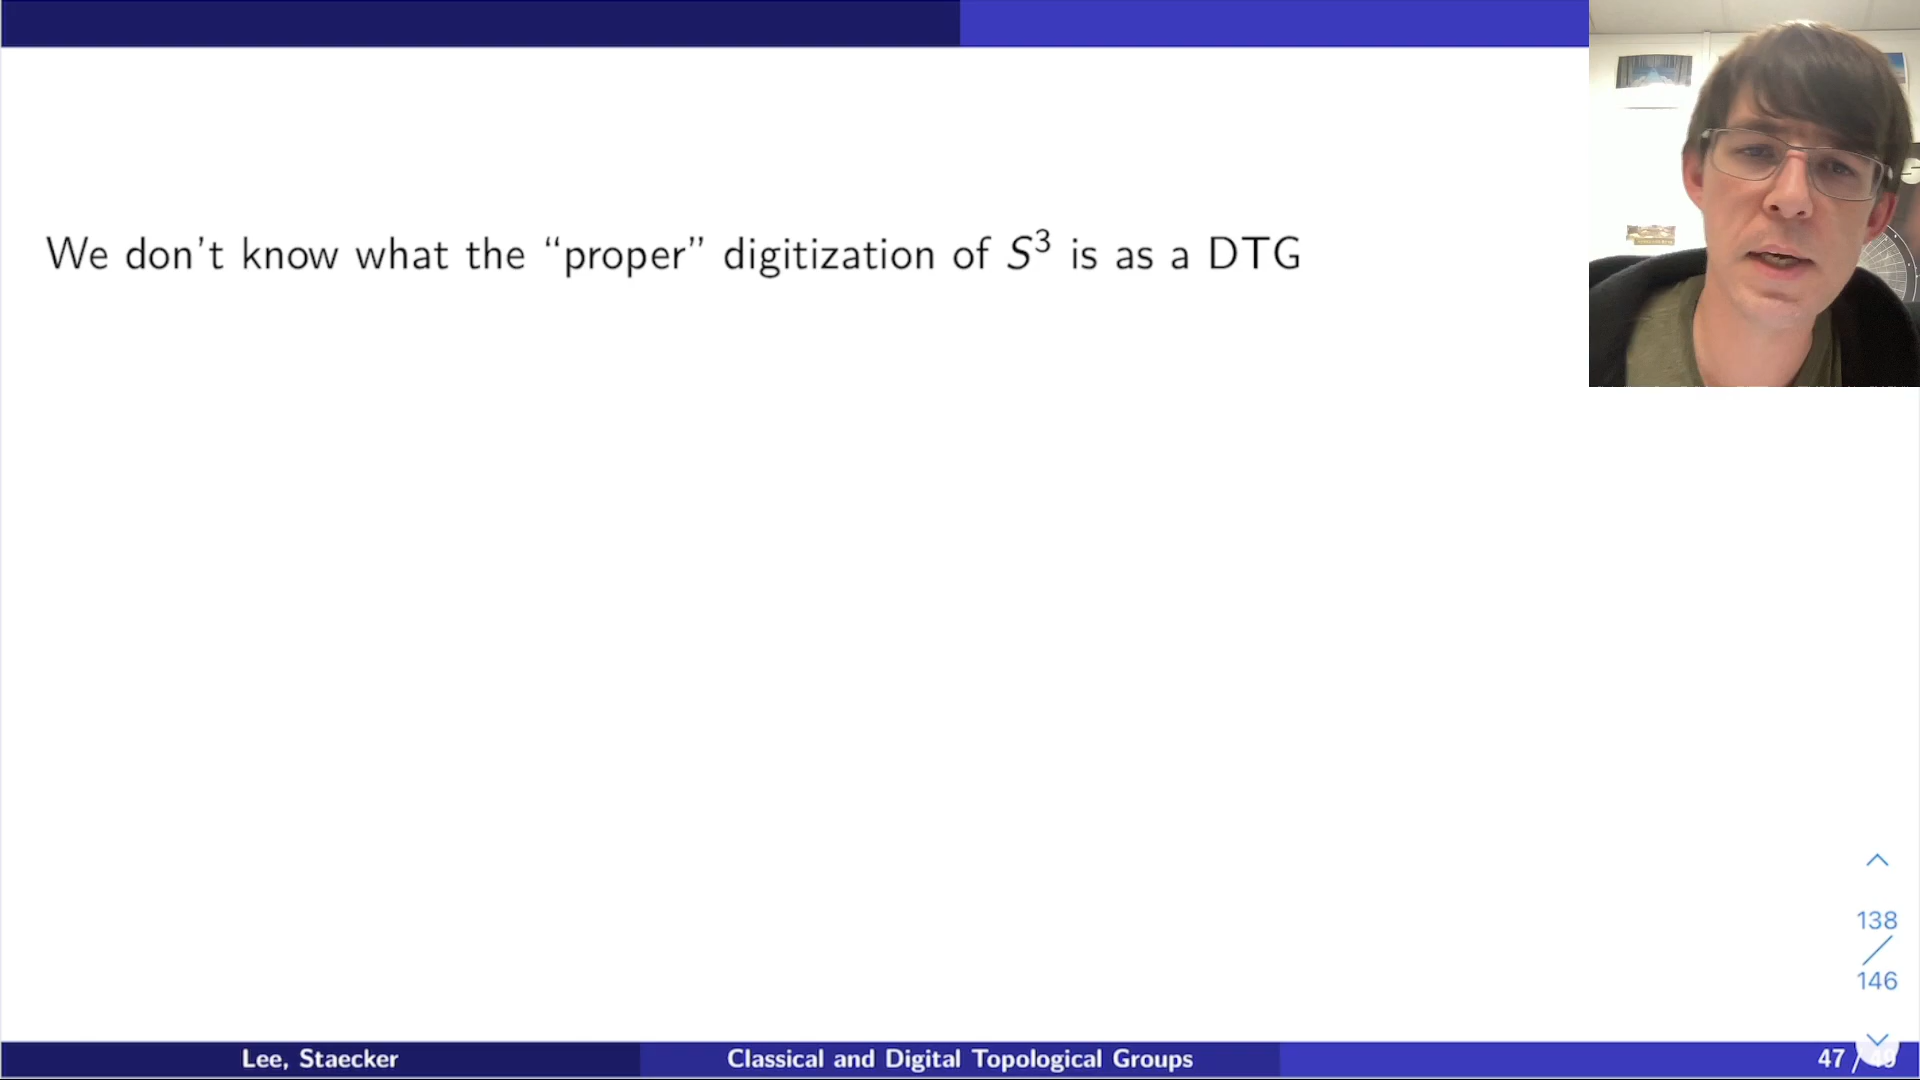 We don't know what the “proper” digitization of S³ is as a DTG
138
146
Lee, Staecker
Classical and Digital Topological Groups
47 /